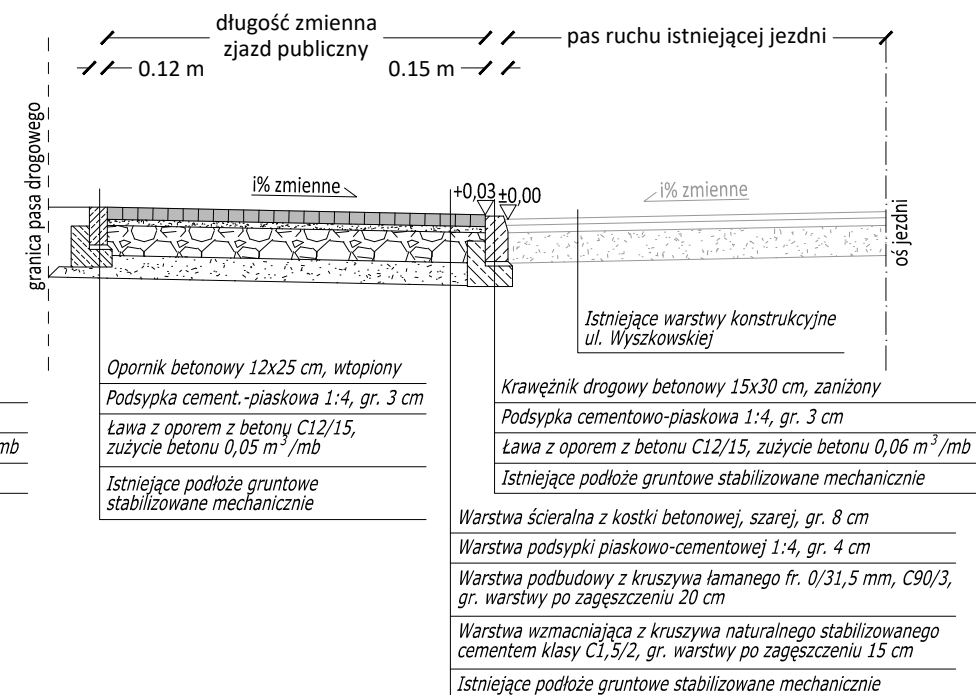 długość zmienna
zjazd publiczny
pas ruchu istniejącej jezdni
0.12 m
0.15 m
granica pasa drogowego
i% zmienne
+0,03
±0,00
i% zmienne
oś jezdni
Istniejące warstwy konstrukcyjne
ul. Wyszkowskiej
Opornik betonowy 12x25 cm, wtopiony
Podsypka cement.-piaskowa 1:4, gr. 3 cm
Ława z oporem z betonu C12/15,
zużycie betonu 0,05 m³/mb
Istniejące podłoże gruntowe
stabilizowane mechanicznie
mb
Krawężnik drogowy betonowy 15x30 cm, zaniżony
Podsypka cementowo-piaskowa 1:4, gr. 3 cm
Ława z oporem z betonu C12/15, zużycie betonu 0,06 m³/mb
Istniejące podłoże gruntowe stabilizowane mechanicznie
Warstwa ścieralna z kostki betonowej, szarej, gr. 8 cm
Warstwa podsypki piaskowo-cementowej 1:4, gr. 4 cm
Warstwa podbudowy z kruszywa łamanego fr. 0/31,5 mm, C90/3,
gr. warstwy po zagęszczeniu 20 cm
Warstwa wzmacniająca z kruszywa naturalnego stabilizowanego
cementem klasy C1,5/2, gr. warstwy po zagęszczeniu 15 cm
Istniejące podłoże gruntowe stabilizowane mechanicznie